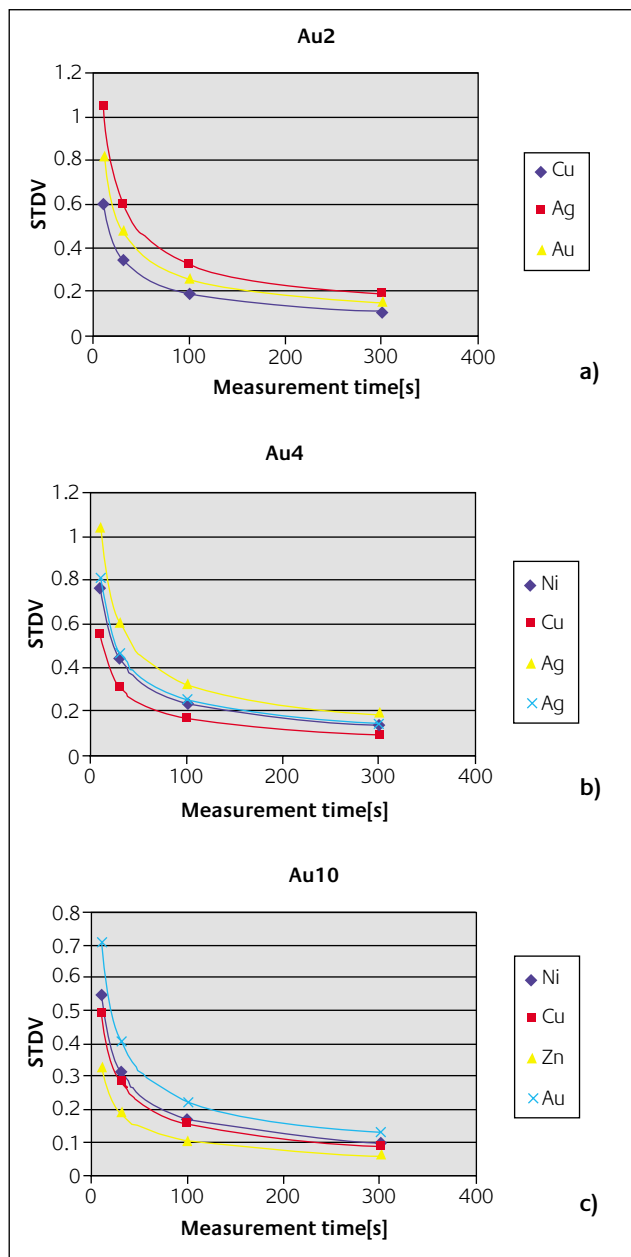 Au2
1.2
1
0.8
0.6
0.4
0.2
0
STDV
0 100 200 300 400
Measurement time[s]
Cu
Ag
Au
a)
Au4
1.2
1
0.8
0.6
0.4
0.2
0
STDV
0 100 200 300 400
Measurement time[s]
Ni
Cu
Ag
Ag
b)
Au10
0.8
0.7
0.6
0.5
0.4
0.3
0.2
0.1
0
STDV
0 100 200 300 400
Measurement time[s]
Ni
Cu
Zn
Au
c)